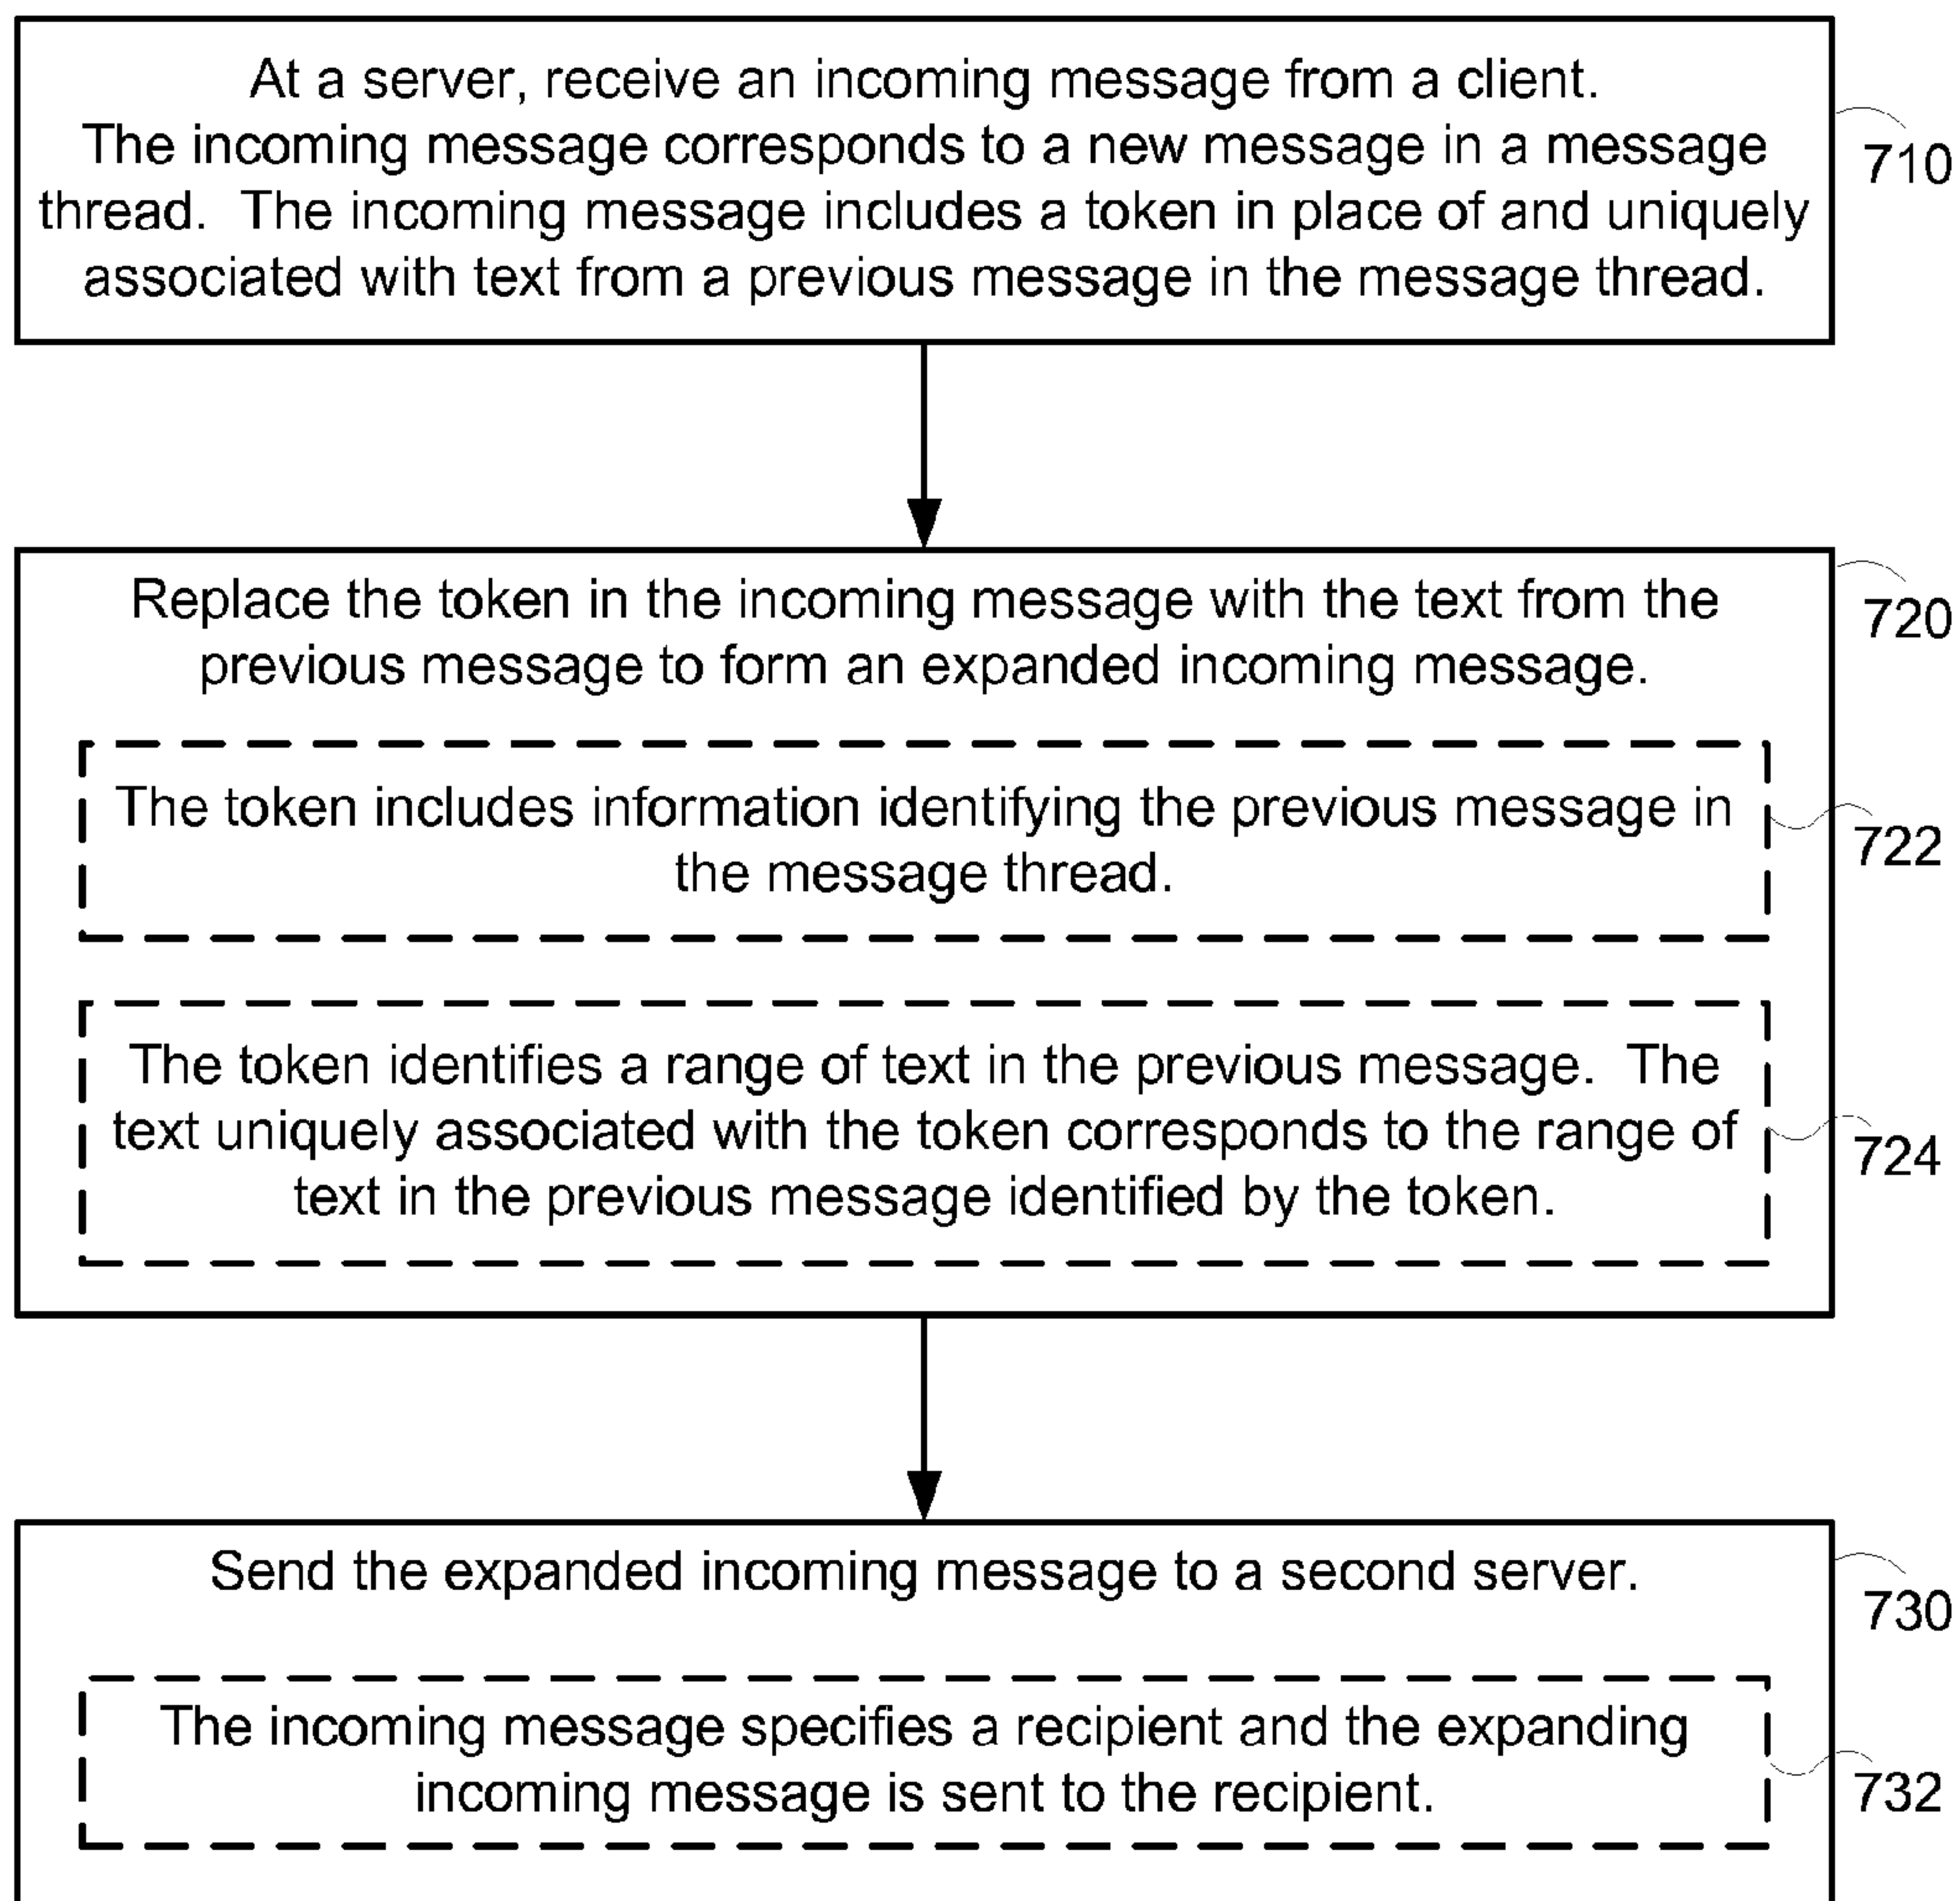 At a server, receive an incoming message from a client.
The incoming message corresponds to a new message in a message
thread. The incoming message includes a token in place of and uniquely
associated with text from a previous message in the message thread.
710
Replace the token in the incoming message with the text from the
previous message to form an expanded incoming message.
720
The token includes information identifying the previous message in
the message thread.
722
The token identifies a range of text in the previous message. The
text uniquely associated with the token corresponds to the range of
text in the previous message identified by the token.
724
Send the expanded incoming message to a second server.
730
The incoming message specifies a recipient and the expanding
incoming message is sent to the recipient.
732